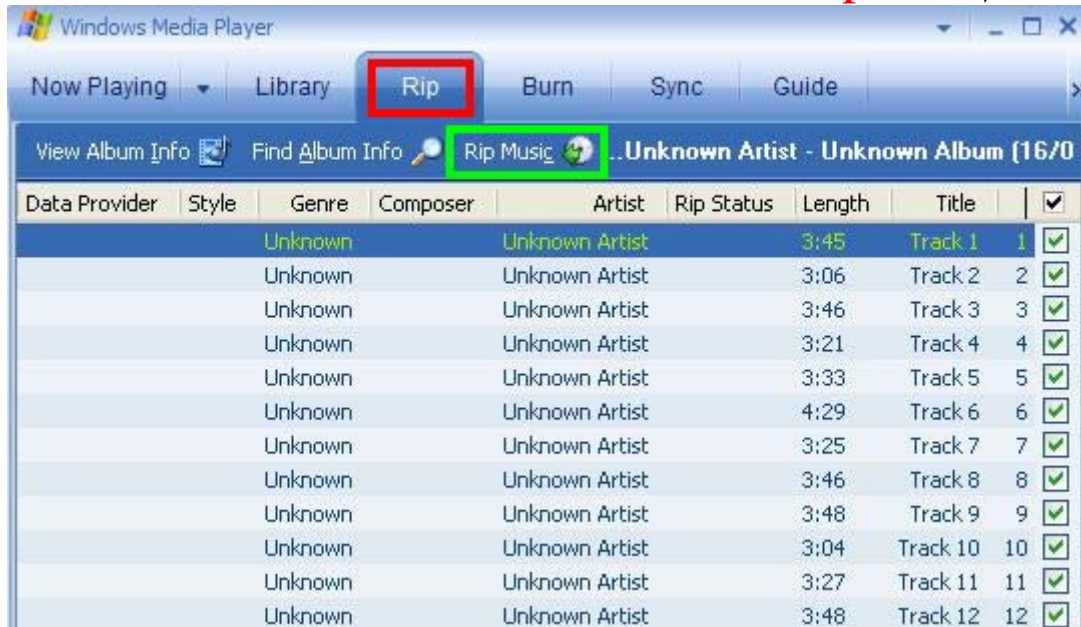 Windows Media Player
Now Playing Library Rip Burn Sync Guide
View Album Info Find Album Info Rip Music ...Unknown Artist - Unknown Album (16/0
Data Provider Style Genre Composer Artist Rip Status Length Title
Unknown Unknown Artist 3:45 Track 1 1
Unknown Unknown Artist 3:06 Track 2 2
Unknown Unknown Artist 3:46 Track 3 3
Unknown Unknown Artist 3:21 Track 4 4
Unknown Unknown Artist 3:33 Track 5 5
Unknown Unknown Artist 4:29 Track 6 6
Unknown Unknown Artist 3:25 Track 7 7
Unknown Unknown Artist 3:46 Track 8 8
Unknown Unknown Artist 3:48 Track 9 9
Unknown Unknown Artist 3:04 Track 10 10
Unknown Unknown Artist 3:27 Track 11 11
Unknown Unknown Artist 3:48 Track 12 12